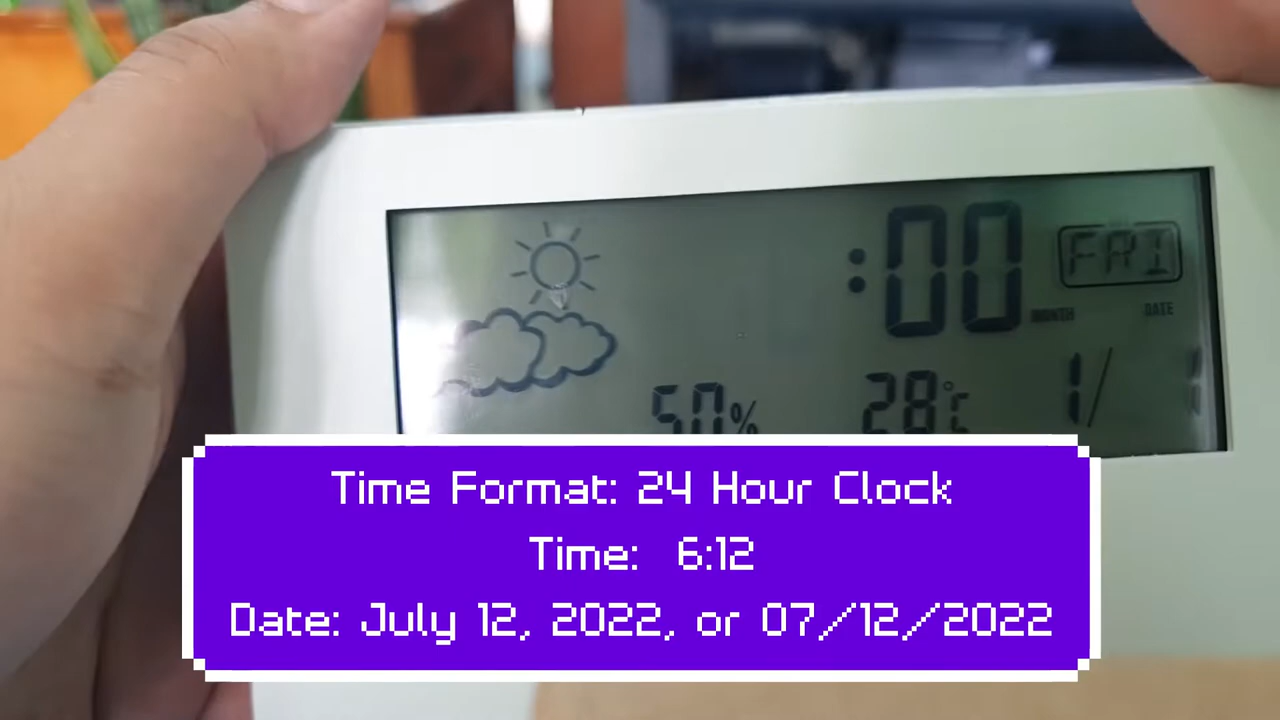 :00
FRI
MONTH DATE
50% 28°C 1/ 1
Time Format: 24 Hour Clock
Time: 6:12
Date: July 12, 2022, or 07/12/2022